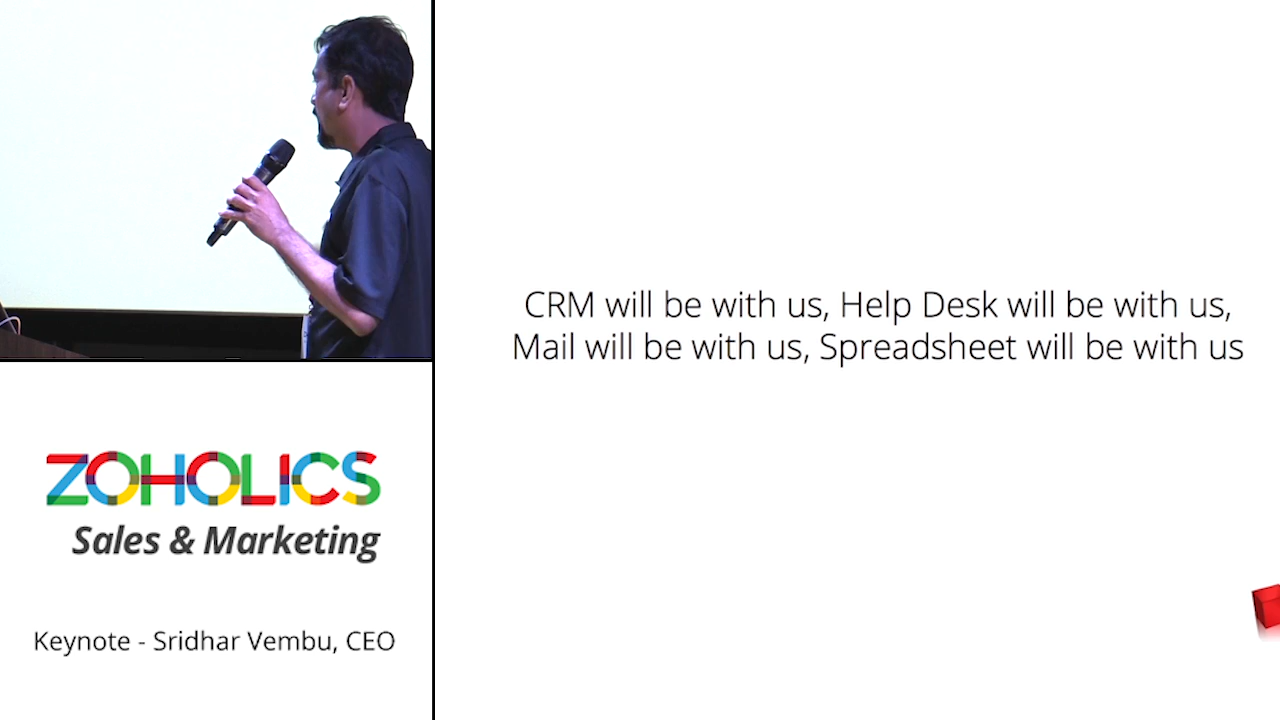 ZOHOLICS
Sales & Marketing
Keynote - Sridhar Vembu, CEO
CRM will be with us, Help Desk will be with us,
Mail will be with us, Spreadsheet will be with us